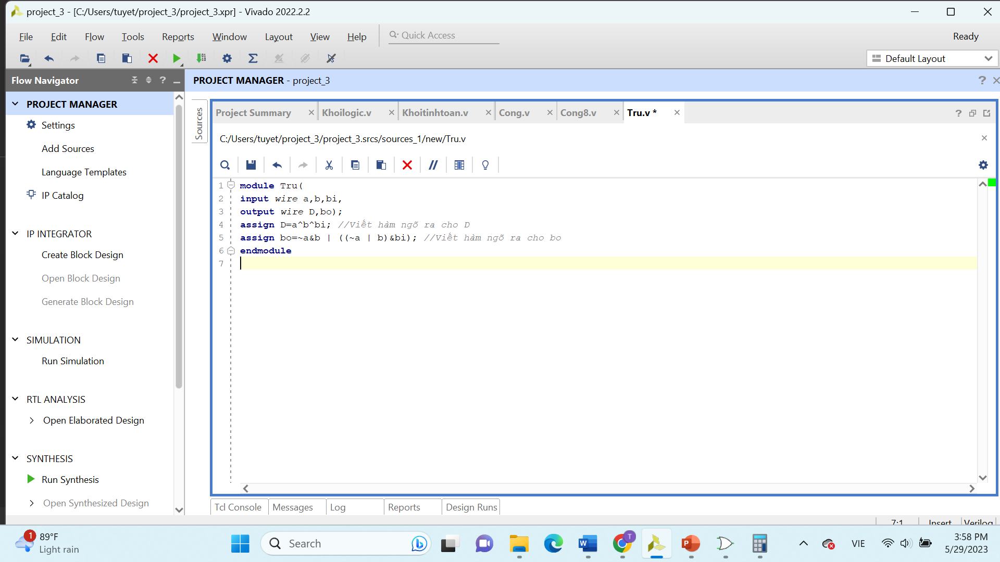 project_3 - [C:/Users/tuyet/project_3/project_3.xpr] - Vivado 2022.2.2
File Edit Flow Tools Reports Window Layout View Help Quick Access Ready
Default Layout
Flow Navigator
PROJECT MANAGER - project_3
PROJECT MANAGER
Settings
Add Sources
Language Templates
IP Catalog
IP INTEGRATOR
Create Block Design
Open Block Design
Generate Block Design
SIMULATION
Run Simulation
RTL ANALYSIS
Open Elaborated Design
SYNTHESIS
Run Synthesis
Open Synthesized Design
Sources
Project Summary Khoilogic.v Khoitinhtoan.v Cong.v Cong8.v Tru.v *
C:/Users/tuyet/project_3/project_3.srcs/sources_1/new/Tru.v
1 module Tru(
2 input wire a,b,bi,
3 output wire D,bo);
4 assign D=a^b^bi; //Viết hàm ngõ ra cho D
5 assign bo=~a&b | ((~a | b)&bi); //Viết hàm ngõ ra cho bo
6 endmodule
7
Tcl Console Messages Log Reports Design Runs
7:1 Insert Verilog
1 89°F
Light rain
Search
T
VIE
3:58 PM
5/29/2023